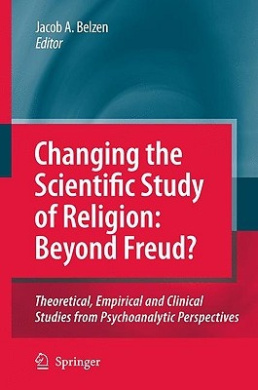 Jacob A. Belzen
Editor
Changing the
Scientific Study
of Religion:
Beyond Freud?
Theoretical, Empirical and Clinical
Studies from Psychoanalytic Perspectives
Springer